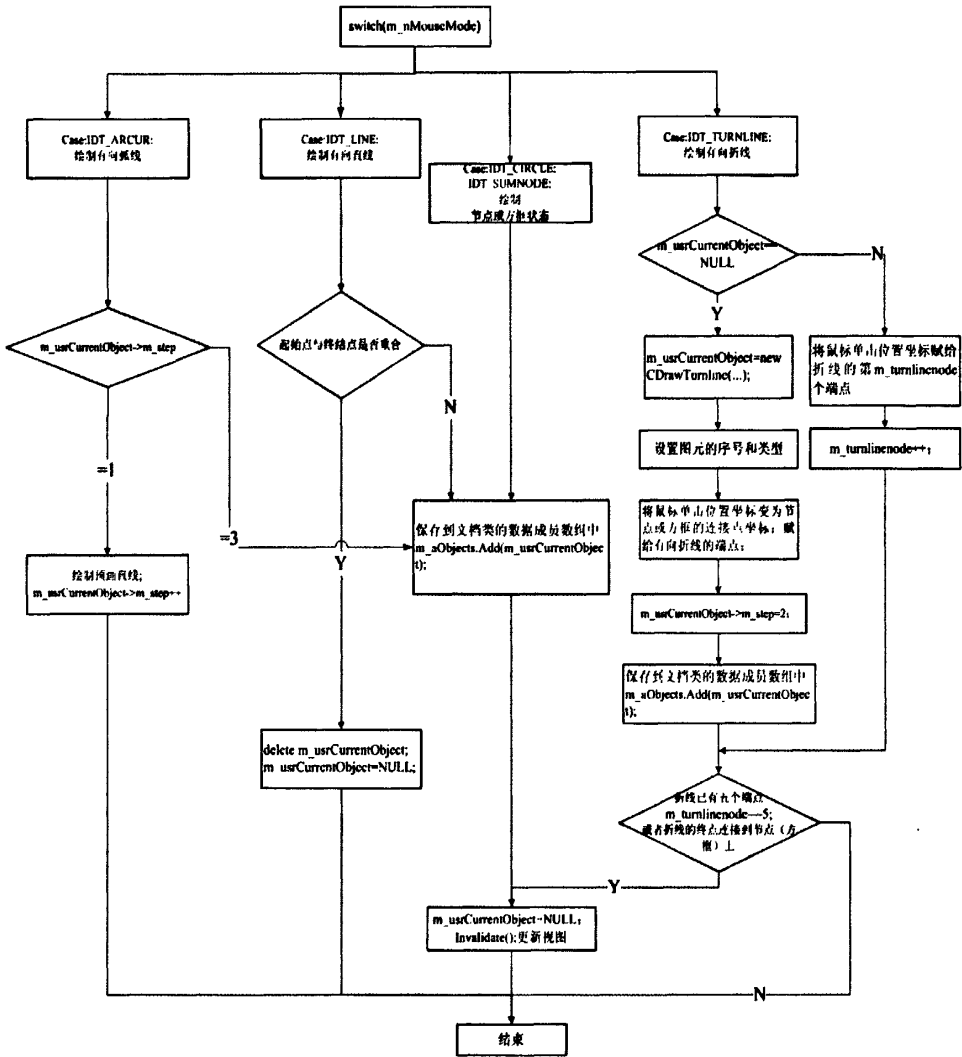 switch(m_nMouseMode)
Case:IDT_ARCUR:
绘制有向弧线
Case:IDT_LINE:
绘制有向直线
Case:IDT_CIRCLE:
IDT_SUMNODE:
绘制
节点或方框状态
Case:IDT_TURNLINE:
绘制有向折线
m_usrCurrentObject==
NULL
N
Y
m_usrCurrentObject->m_step
起始点与终结点是否重合
N
m_usrCurrentObject=new
CDrawTurnline(...);
将鼠标单击位置坐标赋给
折线的第m_turnlinenode
个端点
设置图元的序号和类型
m_turnlinenode++;
=1
=3
Y
保存到文档类的数据成员数组中
m_aObjects.Add(m_usrCurrentObjec
t);
将鼠标单击位置坐标变为节
点或方框的连接点坐标;赋
给有向折线的端点;
绘制预画直线;
m_usrCurrentObject->m_step++
m_usrCurrentObject->m_step=2;
保存到文档类的数据成员数组中
m_aObjects.Add(m_usrCurrentObjec
t);
delete m_usrCurrentObject;
m_usrCurrentObject=NULL;
折线已有五个端点
m_turnlinenode==5;
或者折线的终点连接到节点(方
框)上
Y
m_usrCurrentObject=NULL;
Invalidate();更新视图
N
结束